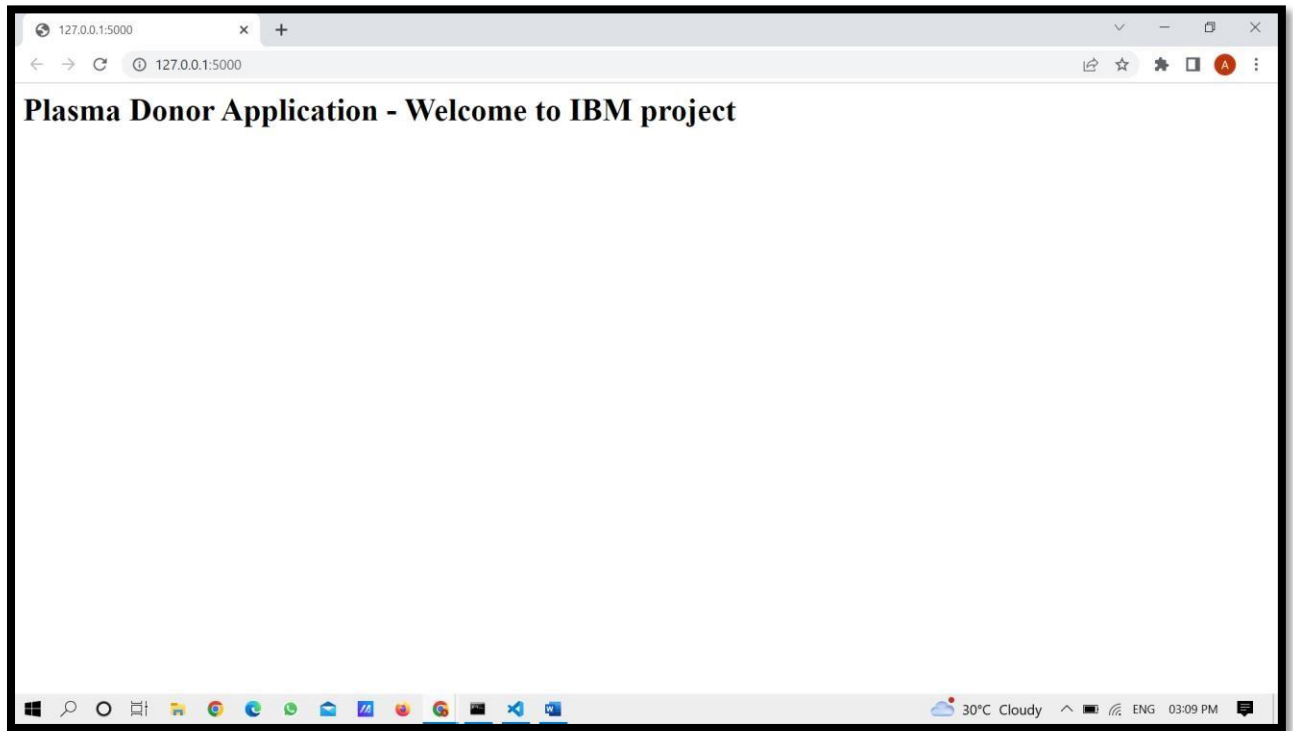 127.0.0.1:5000
127.0.0.1:5000
A
Plasma Donor Application - Welcome to IBM project
30°C Cloudy ENG 03:09 PM